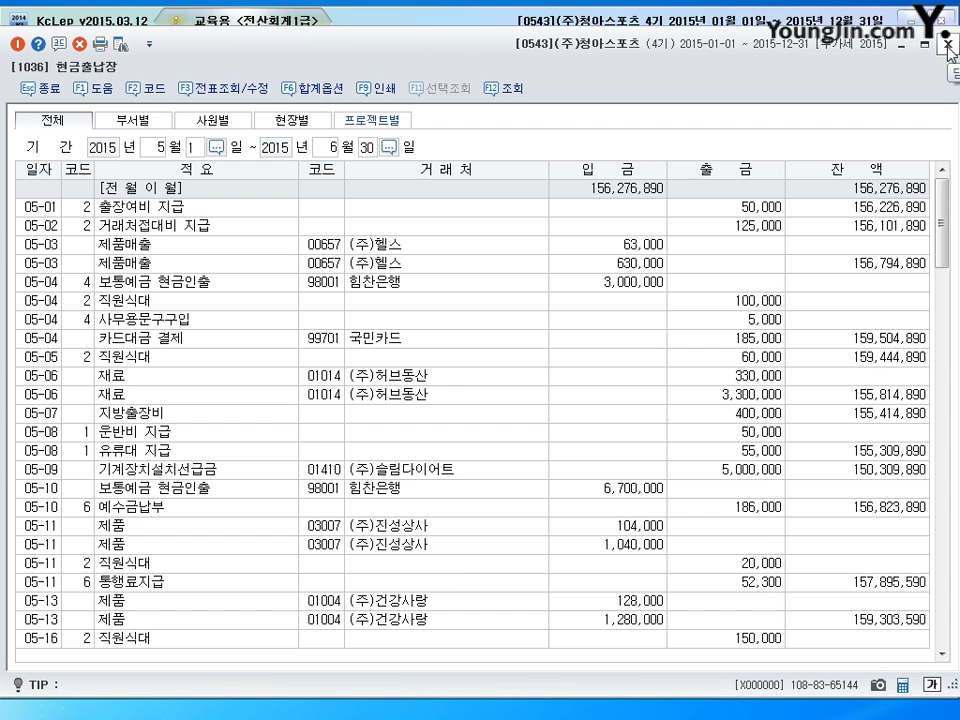 KcLep v2015.03.12 교육용 <전산회계1급> [0543](주)청아스포츠 4기 2015년 01월 01일~ 2015년 12월 31일
YoungJin.com Y.
[0543](주)청아스포츠 (4기) 2015-01-01 ~ 2015-12-31 [부가세 2015]
[1036] 현금출납장
Esc 종료 F1 도움 F2 코드 F3 전표조회/수정 F6 합계옵션 F9 인쇄 F11 선택조회 F12 조회
전체 부서별 사원별 현장별 프로젝트별
기 간 2015 년 5 월 1 일 ~ 2015 년 6 월 30 일
일자 코드 적 요 코드 거 래 처 입 금 출 금 잔 액
[전 월 이 월] 156,276,890 156,276,890
05-01 2 출장여비 지급 50,000 156,226,890
05-02 2 거래처접대비 지급 125,000 156,101,890
05-03 제품매출 00657 (주)헬스 63,000
05-03 제품매출 00657 (주)헬스 630,000 156,794,890
05-04 4 보통예금 현금인출 98001 힘찬은행 3,000,000
05-04 2 직원식대 100,000
05-04 4 사무용문구구입 5,000
05-04 카드대금 결제 99701 국민카드 185,000 159,504,890
05-05 2 직원식대 60,000 159,444,890
05-06 재료 01014 (주)허브동산 330,000
05-06 재료 01014 (주)허브동산 3,300,000 155,814,890
05-07 지방출장비 400,000 155,414,890
05-08 1 운반비 지급 50,000
05-08 1 유류대 지급 55,000 155,309,890
05-09 기계장치설치선급금 01410 (주)슬림다이어트 5,000,000 150,309,890
05-10 보통예금 현금인출 98001 힘찬은행 6,700,000
05-10 6 예수금납부 186,000 156,823,890
05-11 제품 03007 (주)진성상사 104,000
05-11 제품 03007 (주)진성상사 1,040,000
05-11 2 직원식대 20,000
05-11 6 통행료지급 52,300 157,895,590
05-13 제품 01004 (주)건강사랑 128,000
05-13 제품 01004 (주)건강사랑 1,280,000 159,303,590
05-16 2 직원식대 150,000
TIP : [X000000] 108-83-65144 가